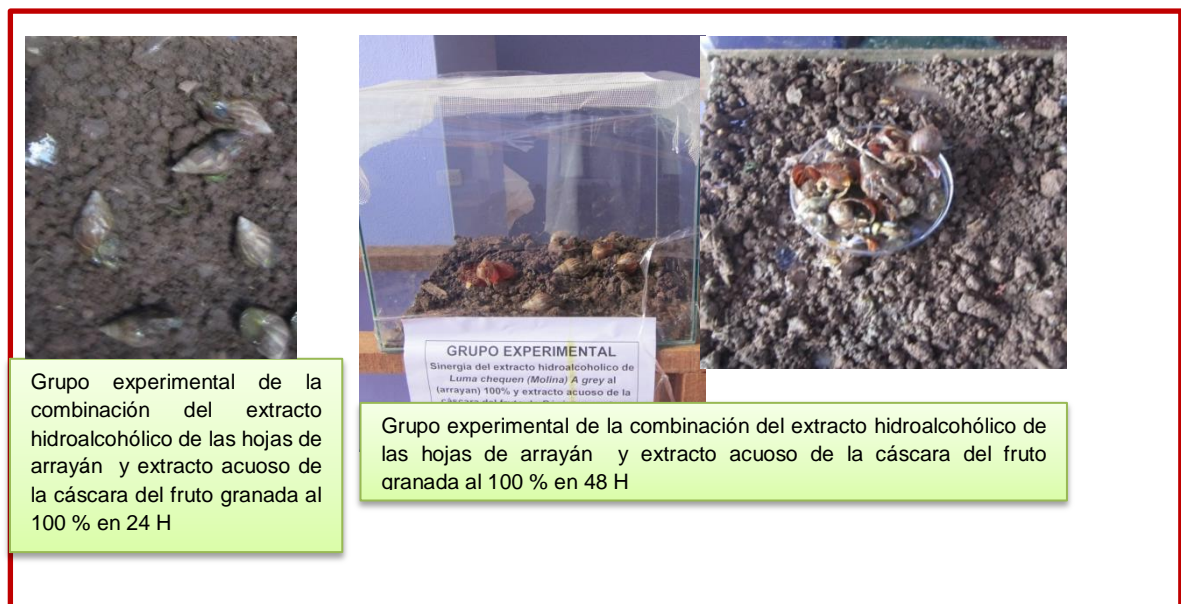 GRUPO EXPERIMENTAL
Sinergia del extracto hidroalcoholico de
Luma chequen (Molina) A grey al
(arrayan) 100% y extracto acuoso de la
Grupo experimental de la
combinación del extracto
hidroalcohólico de las hojas de
arrayán y extracto acuoso de
la cáscara del fruto granada al
100 % en 24 H
Grupo experimental de la combinación del extracto hidroalcohólico de
las hojas de arrayán y extracto acuoso de la cáscara del fruto
granada al 100 % en 48 H